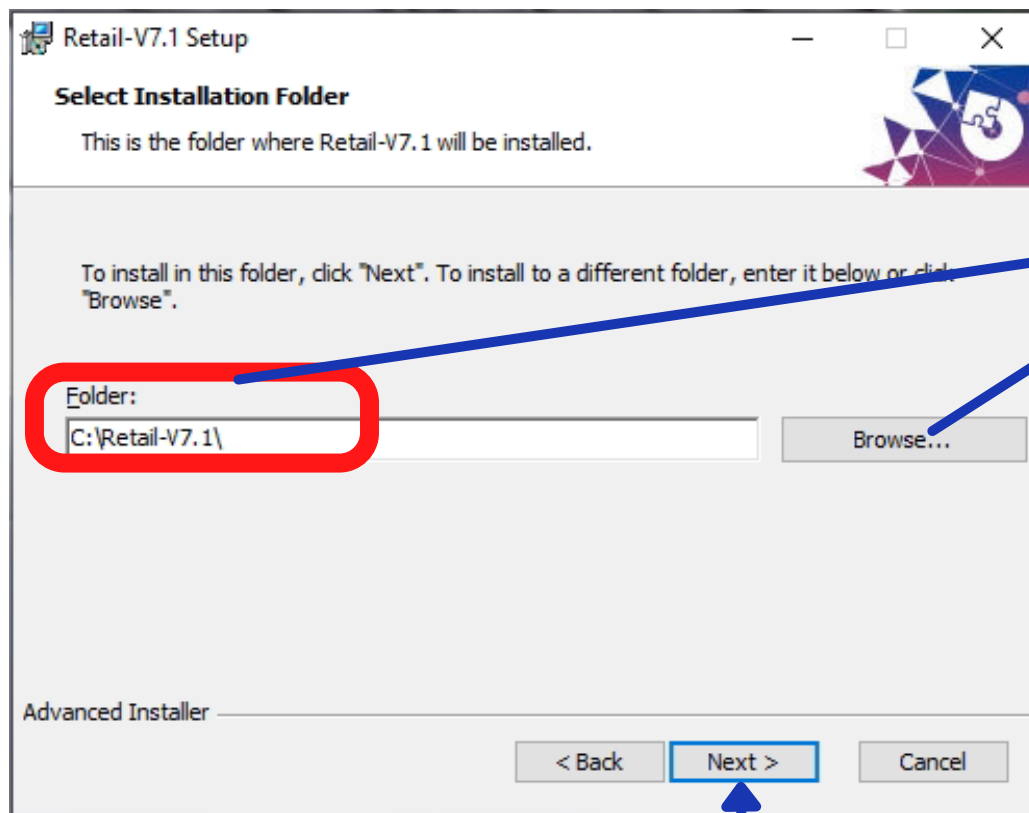 Retail-V7.1 Setup
Select Installation Folder
This is the folder where Retail-V7.1 will be installed.
To install in this folder, click "Next". To install to a different folder, enter it below or click
"Browse".
Folder:
C:\Retail-V7.1\
Browse...
Advanced Installer
< Back
Next >
Cancel